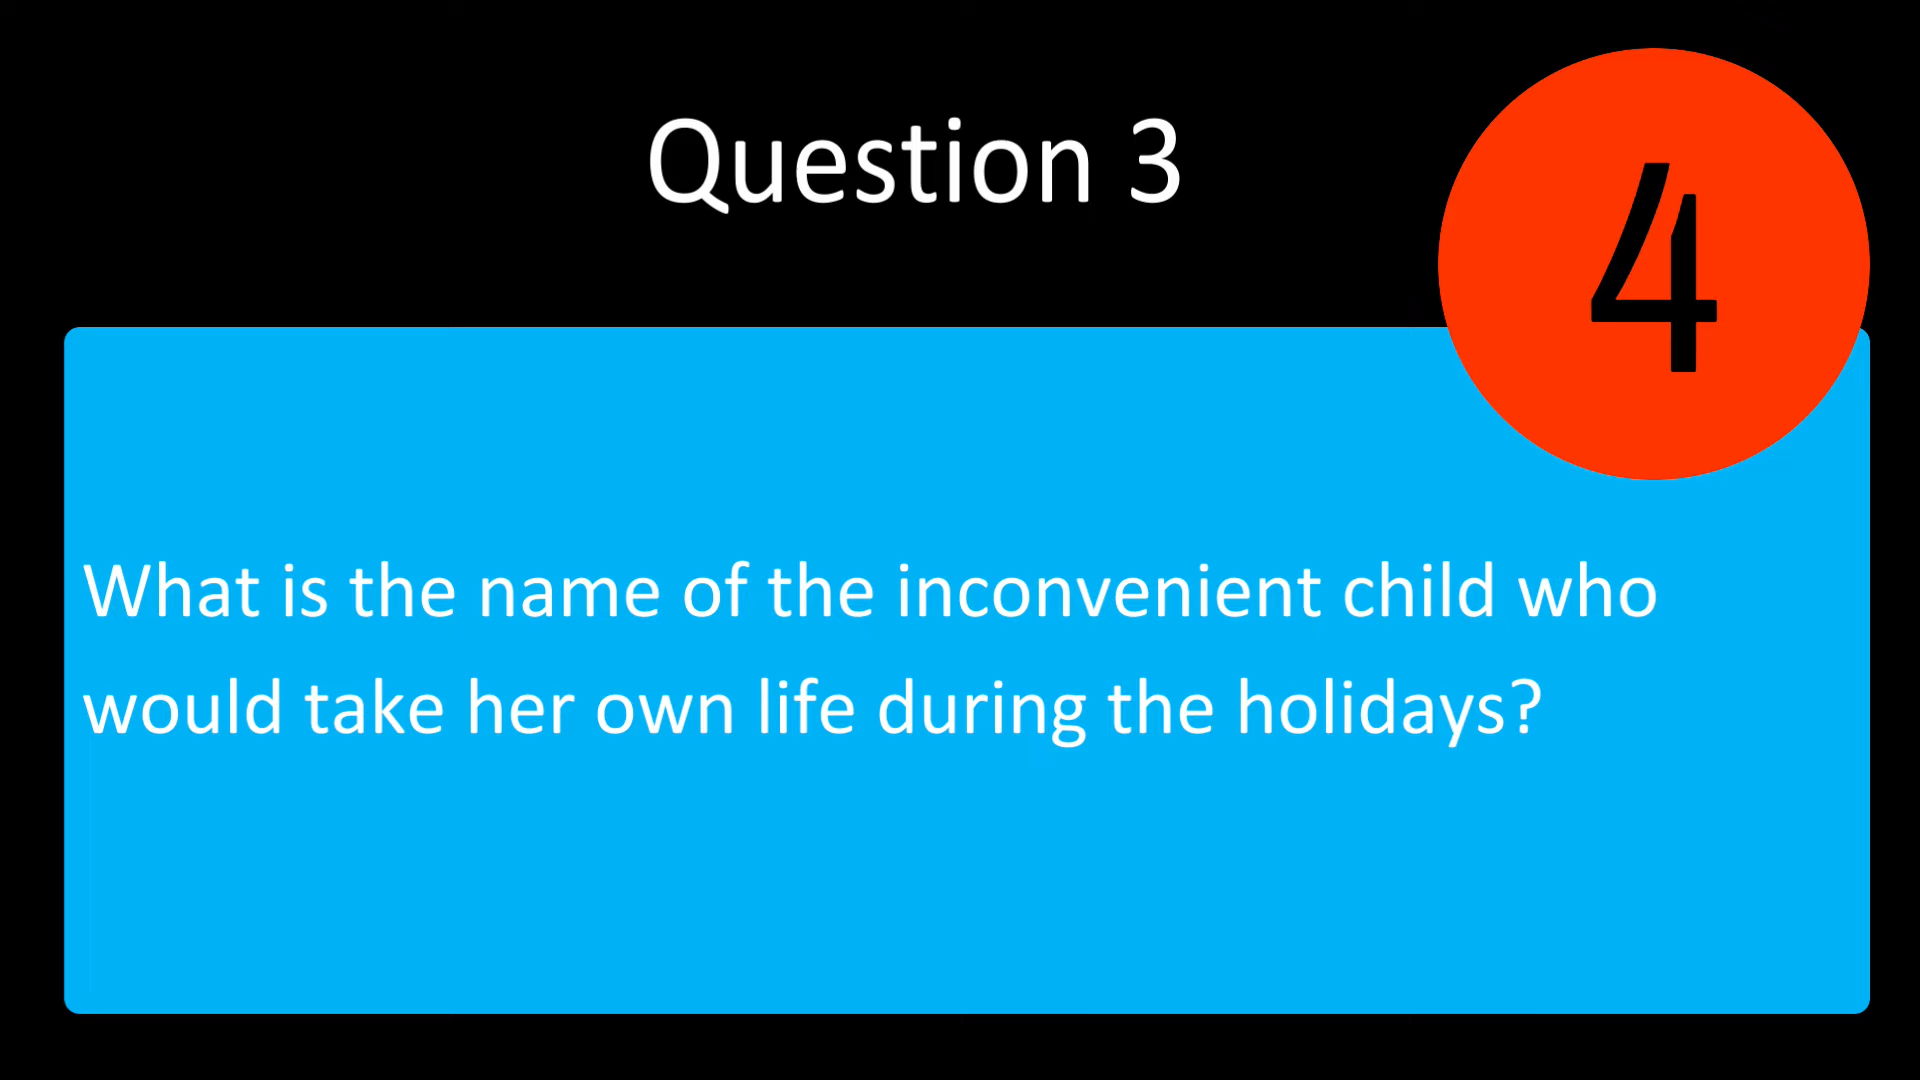 Question 3
4
What is the name of the inconvenient child who
would take her own life during the holidays?